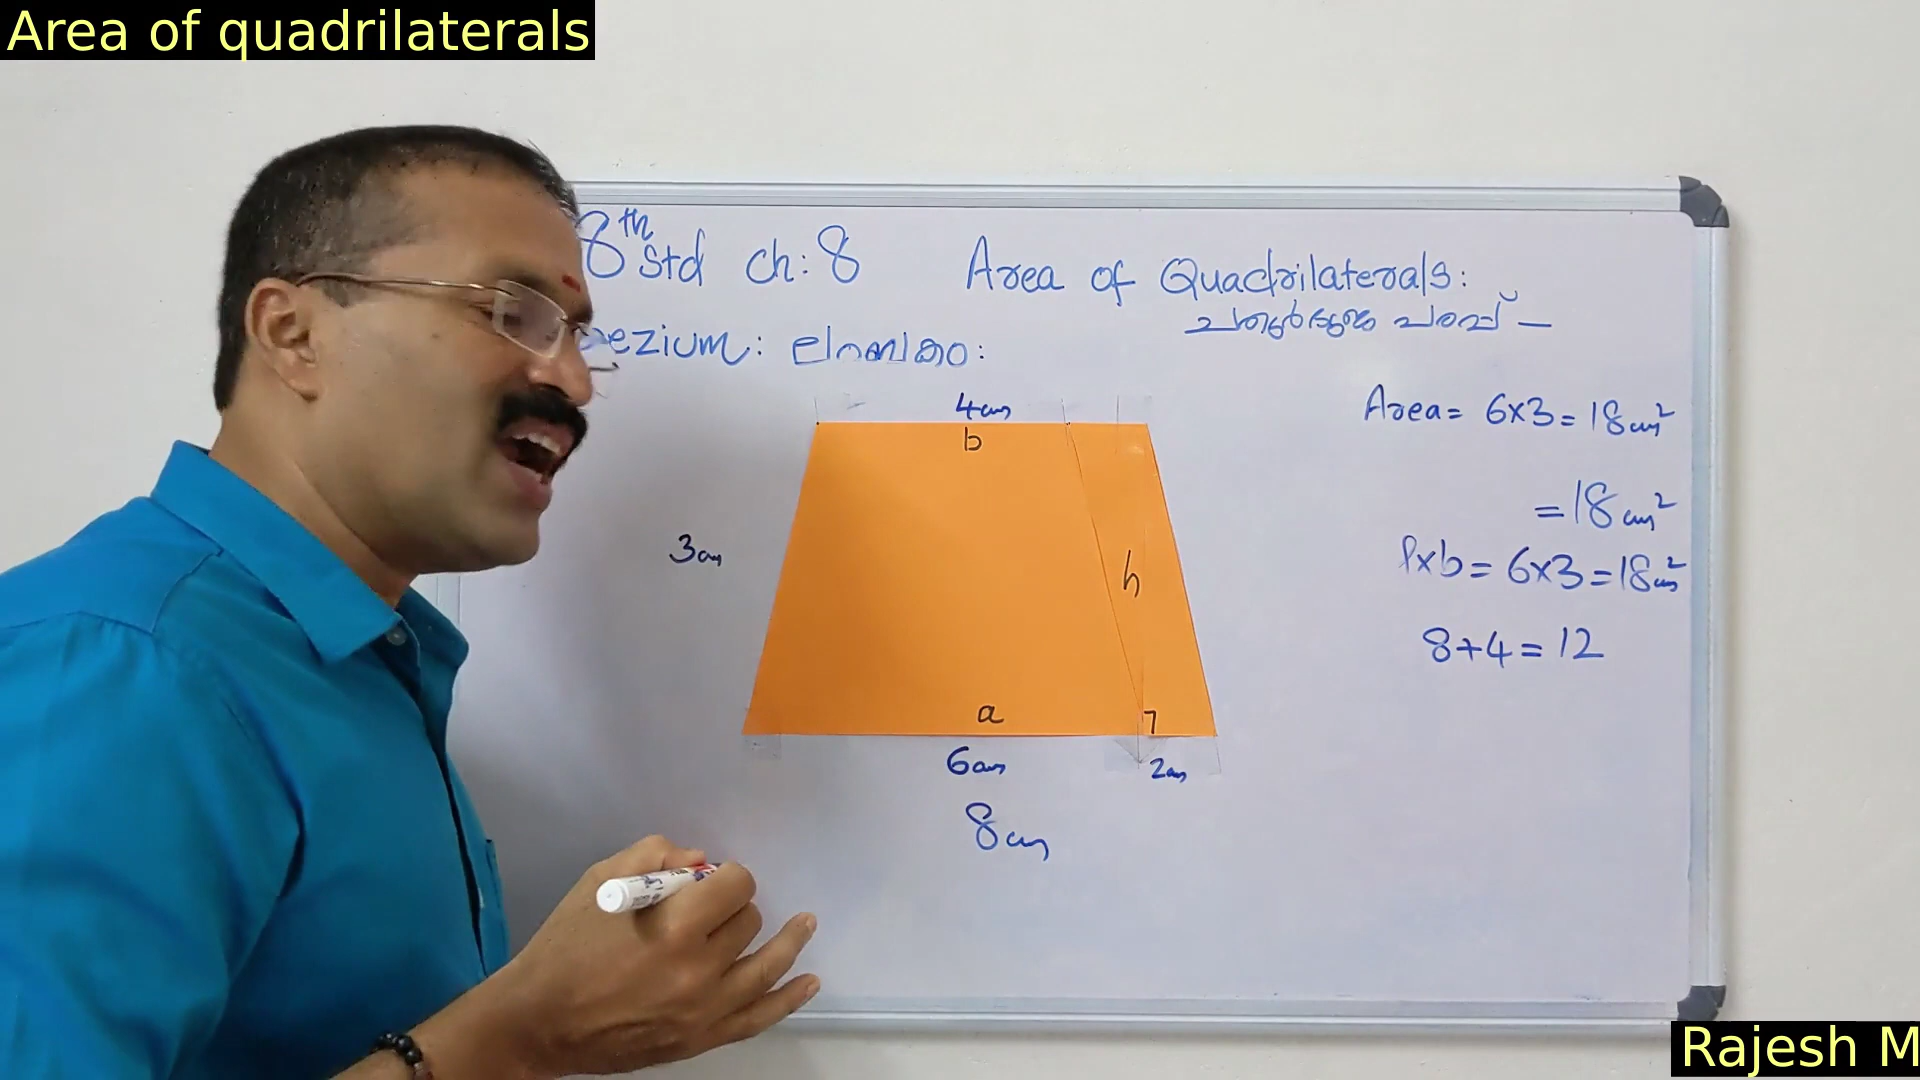 Area of quadrilaterals
8th std ch: 8 Area of Quadrilaterals:
ചതുർഭുജ പരപ്പ് –
ezium: ലംബകം:
4cm
b
3cm
h
a
6cm
2cm
8cm
Area = 6x3 = 18cm²
= 18cm²
lxb = 6x3 = 18cm²
8+4 = 12
Rajesh M